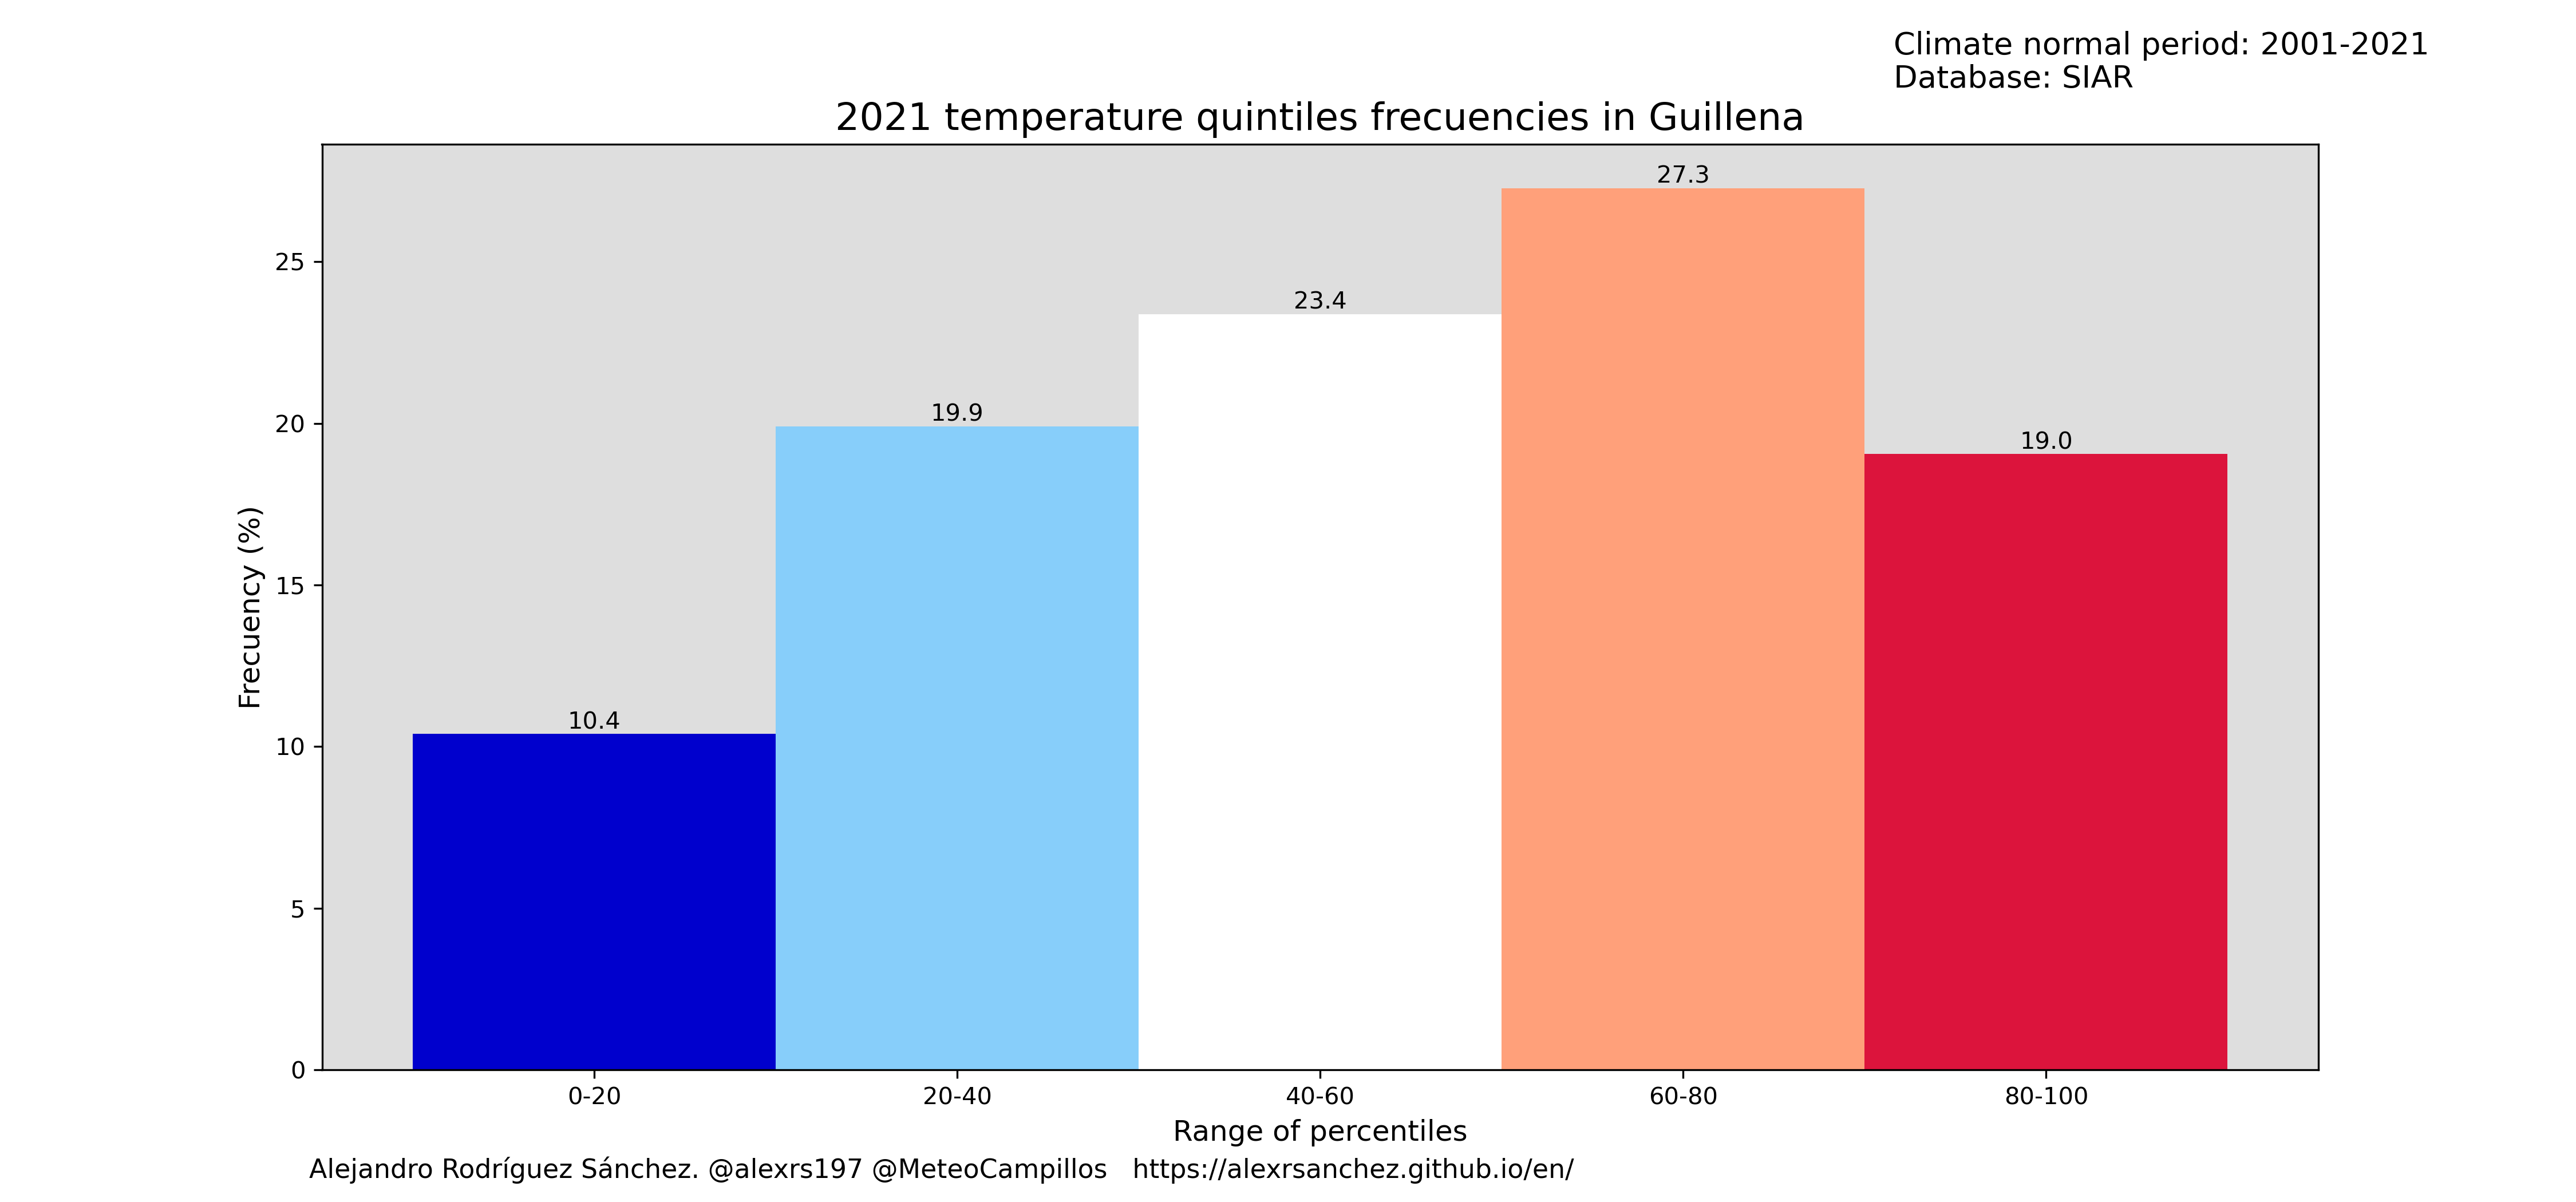 Climate normal period: 2001-2021
Database: SIAR
2021 temperature quintiles frecuencies in Guillena
27.3
25
23.4
20
19.9
19.0
Frecuency (%)
15
10.4
10
5
0
0-20 20-40 40-60 60-80 80-100
Range of percentiles
Alejandro Rodríguez Sánchez. @alexrs197 @MeteoCampillos https://alexrsanchez.github.io/en/